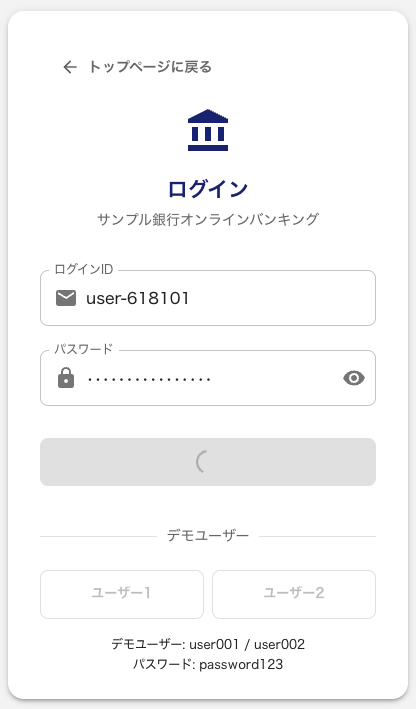 トップページに戻る
ログイン
サンプル銀行オンラインバンキング
ログインID
user-618101
パスワード
••••••••••••••••
デモユーザー
ユーザー1
ユーザー2
デモユーザー: user001 / user002
パスワード: password123